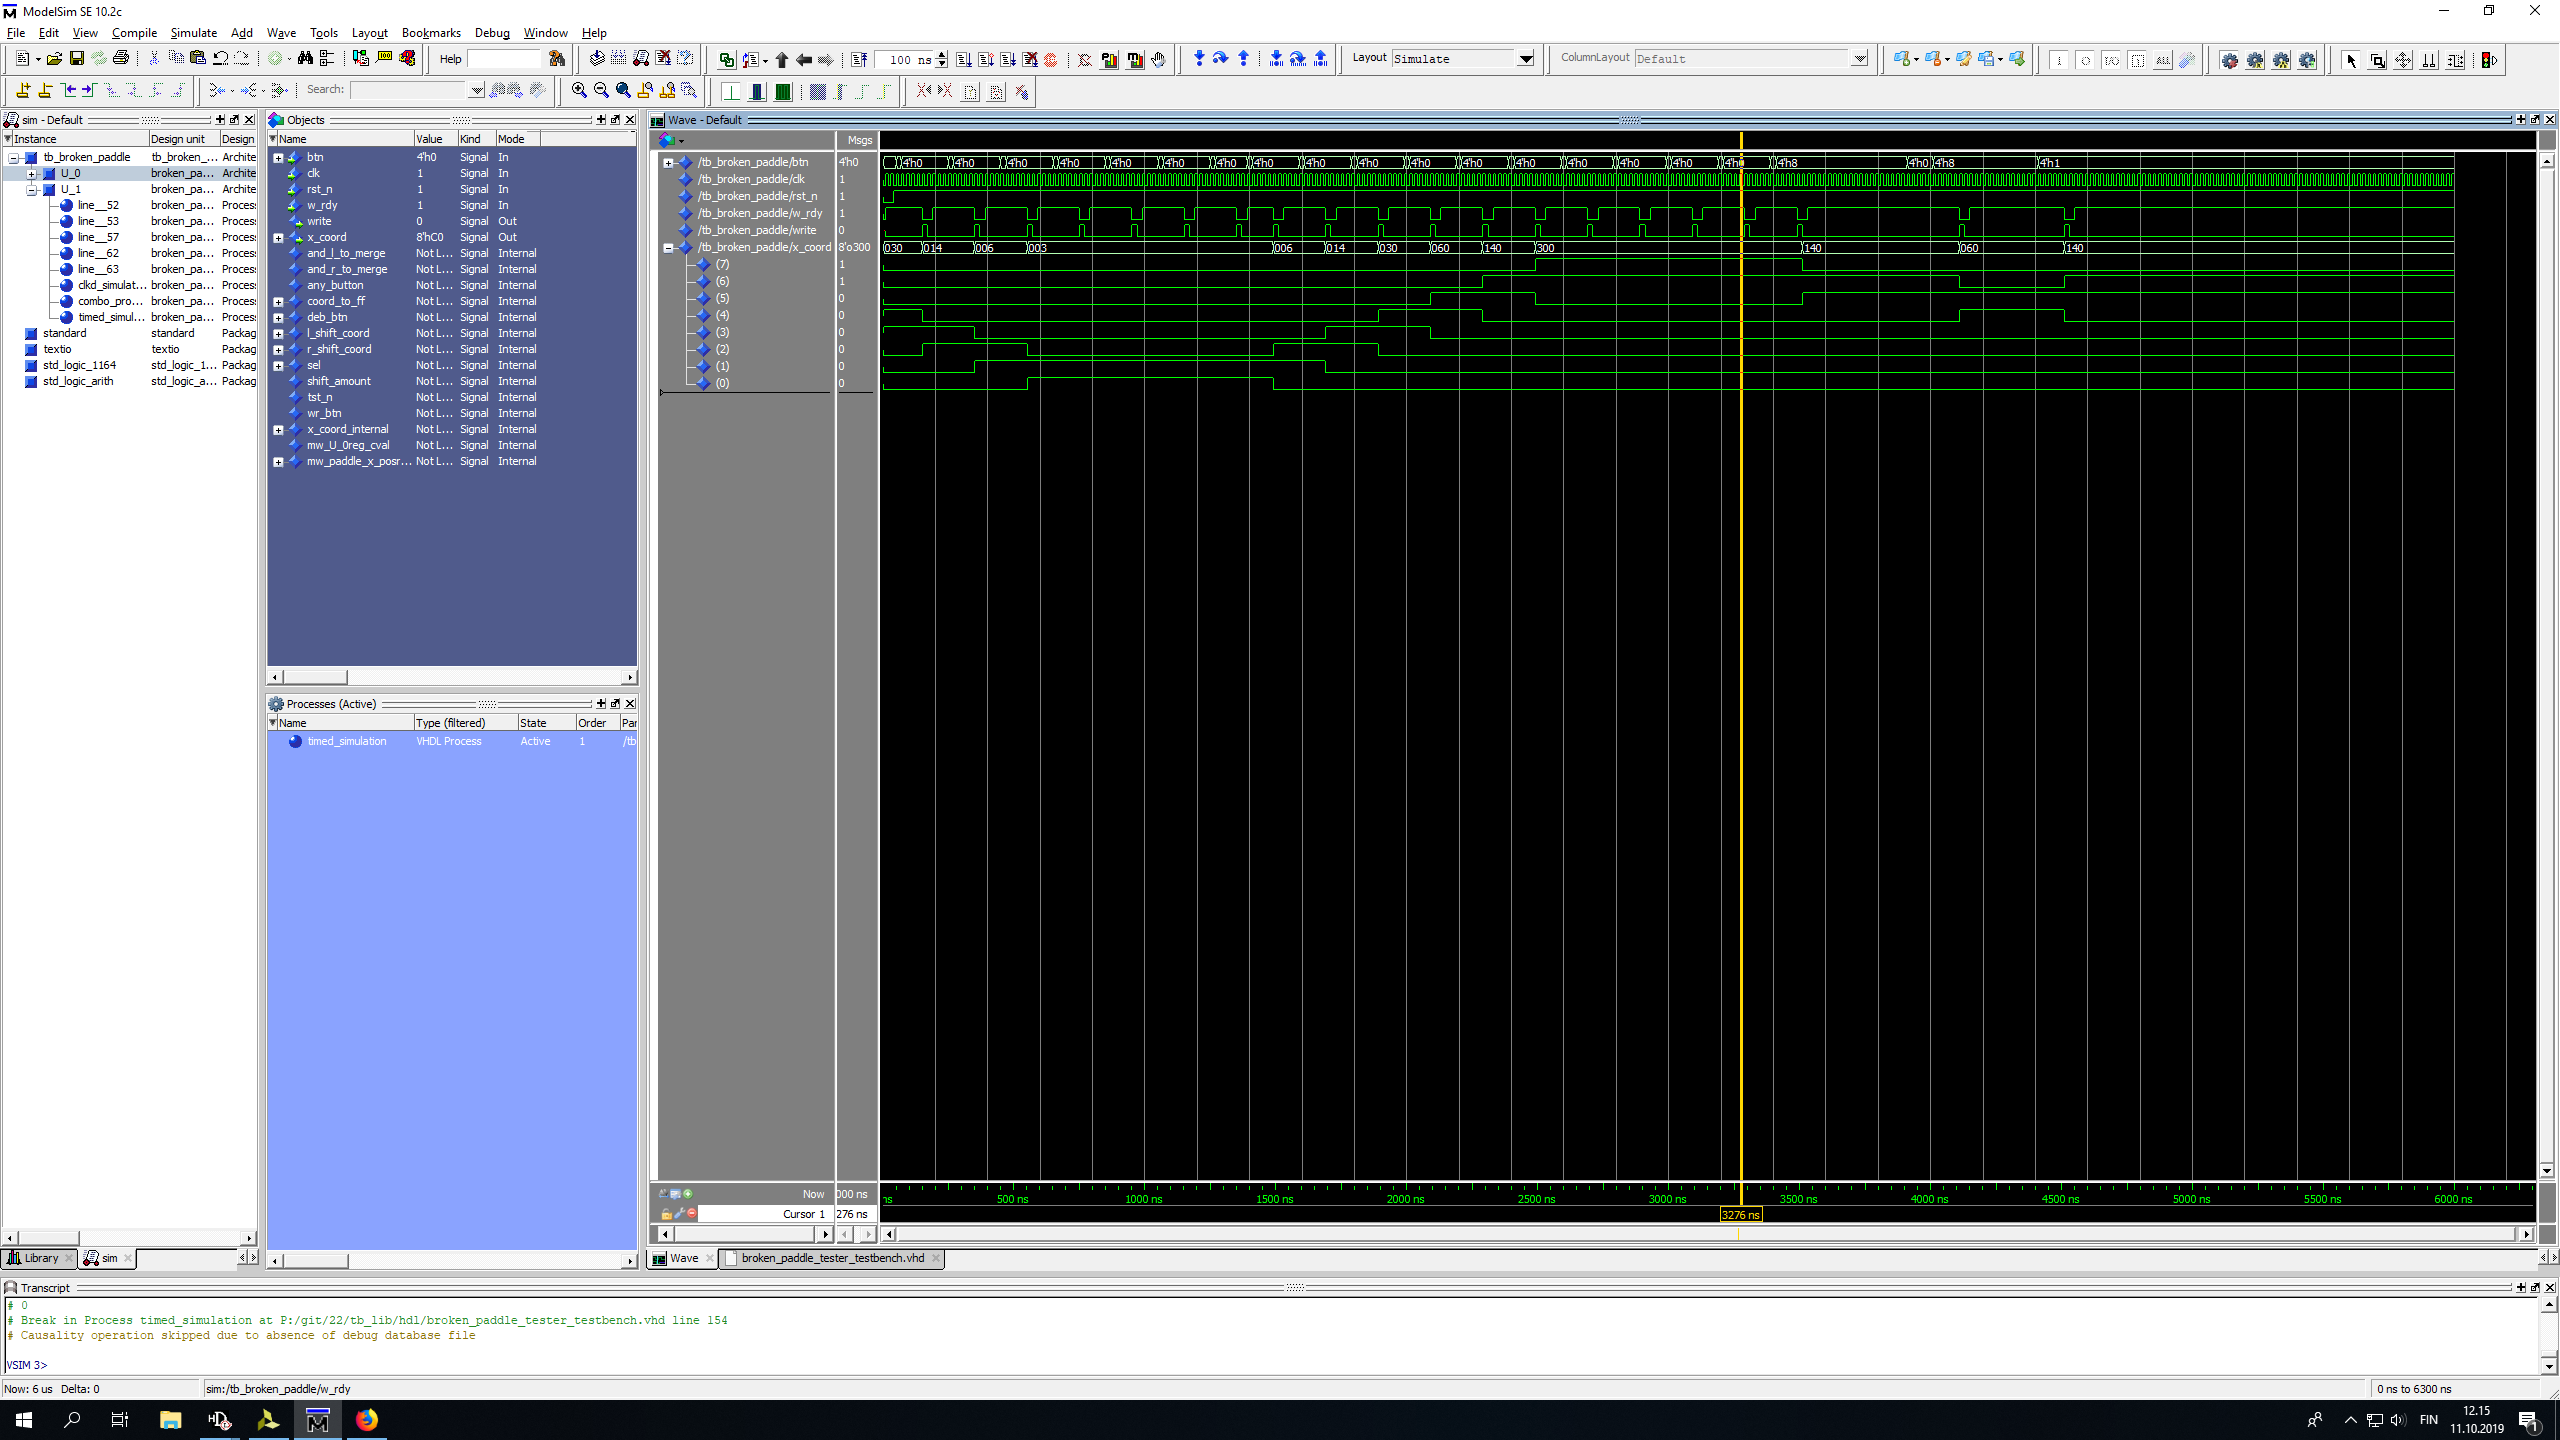 ModelSim SE 10.2c
File Edit View Compile Simulate Add Wave Tools Layout Bookmarks Debug Window Help
Help
100 ns
Layout Simulate
ColumnLayout Default
Search:
sim - Default
Instance Design unit Design
tb_broken_paddle tb_broken_... Archite
U_0 broken_pa... Archite
U_1 broken_pa... Archite
line__52 broken_pa... Process
line__53 broken_pa... Process
line__57 broken_pa... Process
line__62 broken_pa... Process
line__63 broken_pa... Process
clkd_simulat... broken_pa... Process
combo_pro... broken_pa... Process
timed_simul... broken_pa... Process
standard standard Packag
textio textio Packag
std_logic_1164 std_logic_1... Packag
std_logic_arith std_logic_a... Packag
Library
sim
Objects
Name Value Kind Mode
btn 4'h0 Signal In
clk 1 Signal In
rst_n 1 Signal In
w_rdy 1 Signal In
write 0 Signal Out
x_coord 8'hC0 Signal Out
and_l_to_merge Not L... Signal Internal
and_r_to_merge Not L... Signal Internal
any_button Not L... Signal Internal
coord_to_ff Not L... Signal Internal
deb_btn Not L... Signal Internal
l_shift_coord Not L... Signal Internal
r_shift_coord Not L... Signal Internal
sel Not L... Signal Internal
shift_amount Not L... Signal Internal
tst_n Not L... Signal Internal
wr_btn Not L... Signal Internal
x_coord_internal Not L... Signal Internal
mw_U_0reg_cval Not L... Signal Internal
mw_paddle_x_posr... Not L... Signal Internal
Processes (Active)
Name Type (filtered) State Order Par
timed_simulation VHDL Process Active 1 /tb
Wave - Default
Msgs
/tb_broken_paddle/btn 4'h0 4'h0 4'h0 4'h0 4'h0 4'h0 4'h0 4'h0 4'h0 4'h0 4'h0 4'h0 4'h0 4'h0 4'h0 4'h0 4'h0 4'h0 4'h8 4'h0 4'h8 4'h1
/tb_broken_paddle/clk 1
/tb_broken_paddle/rst_n 1
/tb_broken_paddle/w_rdy 1
/tb_broken_paddle/write 0
/tb_broken_paddle/x_coord 8'o300 030 014 006 003 006 014 030 060 140 300 140 060 140
(7) 1
(6) 1
(5) 0
(4) 0
(3) 0
(2) 0
(1) 0
(0) 0
Now 000 ns ns 500 ns 1000 ns 1500 ns 2000 ns 2500 ns 3000 ns 3500 ns 4000 ns 4500 ns 5000 ns 5500 ns 6000 ns
Cursor 1 276 ns 3276 ns
Wave
broken_paddle_tester_testbench.vhd
Transcript
# 0
# Break in Process timed_simulation at P:/git/22/tb_lib/hdl/broken_paddle_tester_testbench.vhd line 154
# Causality operation skipped due to absence of debug database file
VSIM 3>
Now: 6 us Delta: 0
sim:/tb_broken_paddle/w_rdy
0 ns to 6300 ns
FIN
12.15
11.10.2019